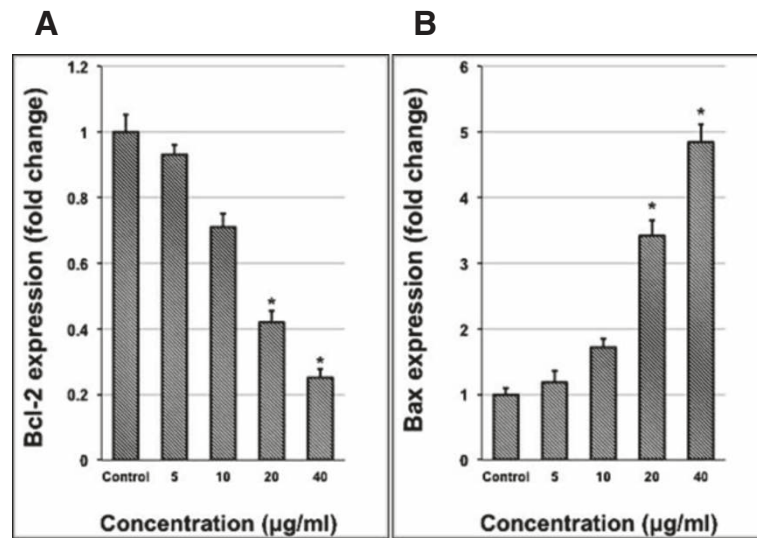 A
Bcl-2 expression (fold change)
1.2
1
0.8
0.6
0.4
0.2
0
*
*
Control 5 10 20 40
Concentration (µg/ml)
B
Bax expression (fold change)
6
5
4
3
2
1
0
*
*
Control 5 10 20 40
Concentration (µg/ml)